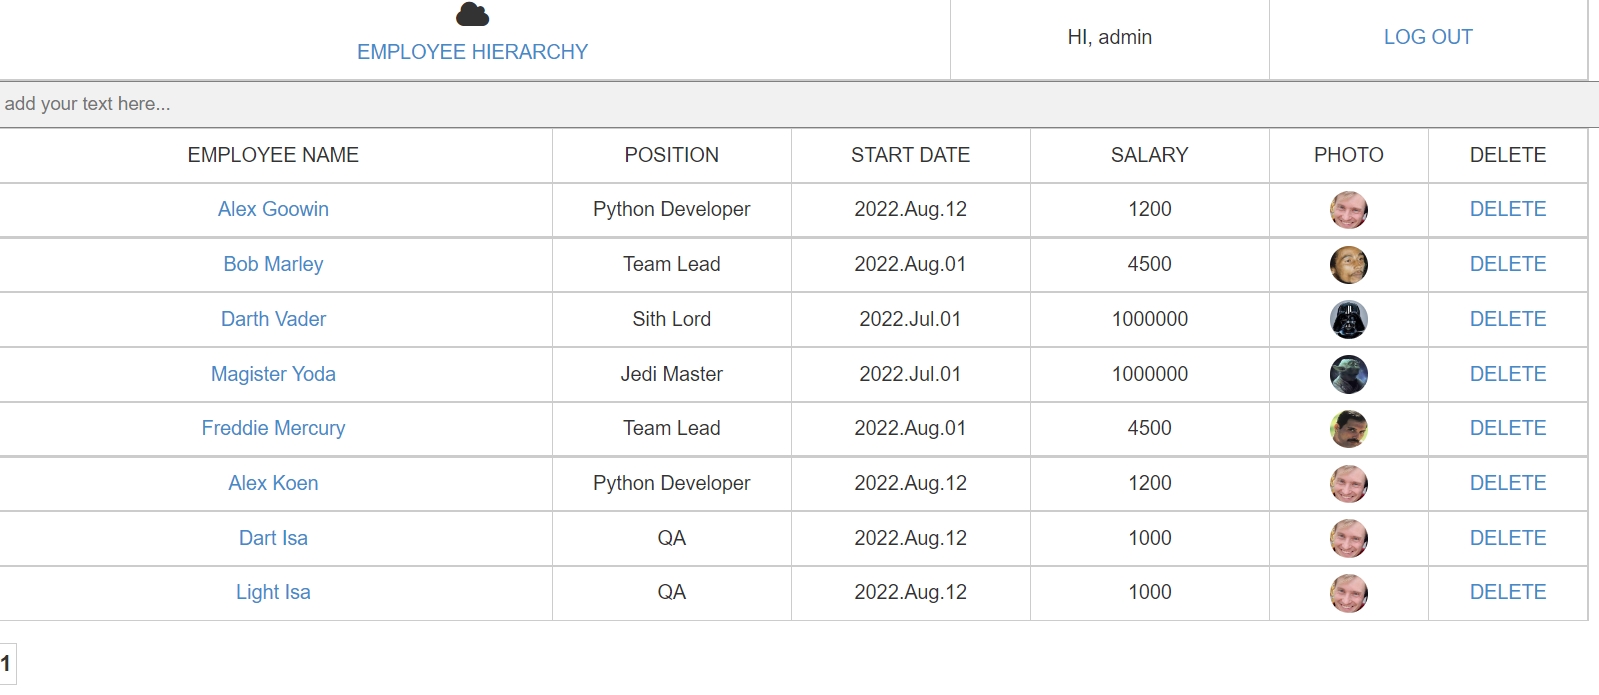 EMPLOYEE HIERARCHY HI, admin LOG OUT
add your text here...
EMPLOYEE NAME POSITION START DATE SALARY PHOTO DELETE
Alex Goowin Python Developer 2022.Aug.12 1200 DELETE
Bob Marley Team Lead 2022.Aug.01 4500 DELETE
Darth Vader Sith Lord 2022.Jul.01 1000000 DELETE
Magister Yoda Jedi Master 2022.Jul.01 1000000 DELETE
Freddie Mercury Team Lead 2022.Aug.01 4500 DELETE
Alex Koen Python Developer 2022.Aug.12 1200 DELETE
Dart Isa QA 2022.Aug.12 1000 DELETE
Light Isa QA 2022.Aug.12 1000 DELETE
1